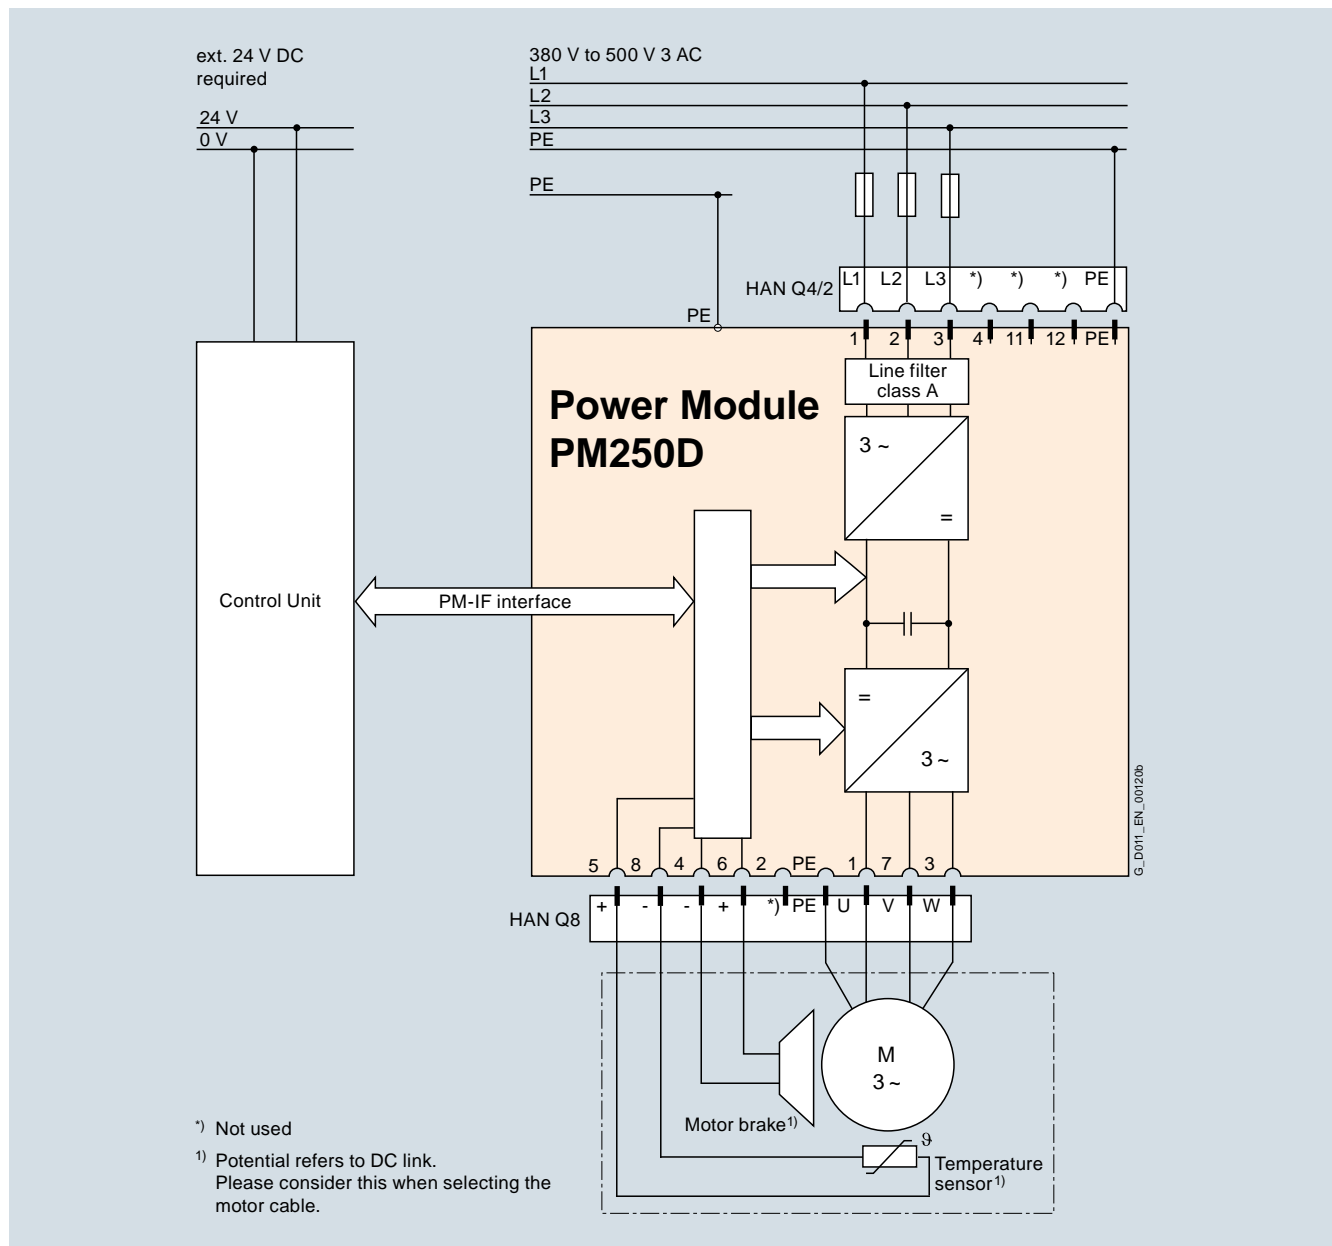 ext. 24 V DC
required
24 V
0 V
380 V to 500 V 3 AC
L1
L2
L3
PE
PE
HAN Q4/2
L1 L2 L3 *) *) *) PE
PE
1 2 3 4 11 12 PE
Line filter
class A
Power Module
PM250D
3 ~
=
Control Unit
PM-IF interface
=
3 ~
G_D011_EN_00120b
5 8 4 6 2 PE 1 7 3
HAN Q8
+ - - + *) PE U V W
M
3 ~
Motor brake1)
ϑ
Temperature
sensor1)
*) Not used
1) Potential refers to DC link.
Please consider this when selecting the
motor cable.